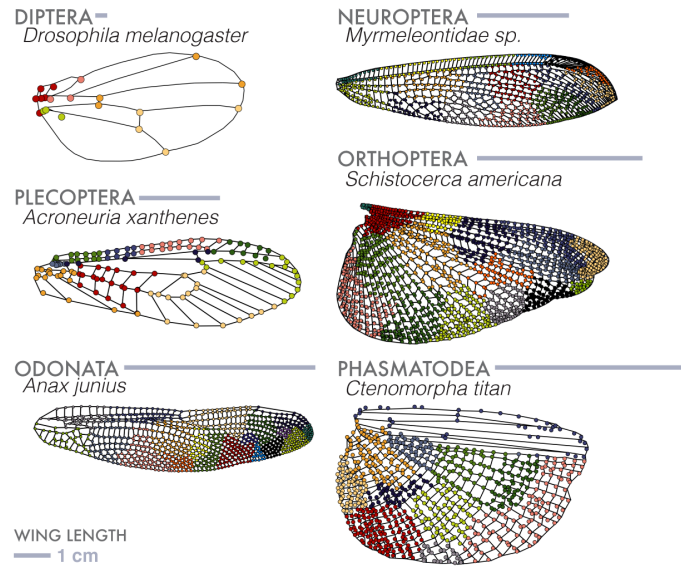 DIPTERA
Drosophila melanogaster
NEUROPTERA
Myrmeleontidae sp.
PLECOPTERA
Acroneuria xanthenes
ORTHOPTERA
Schistocerca americana
ODONATA
Anax junius
PHASMATODEA
Ctenomorpha titan
WING LENGTH
1 cm